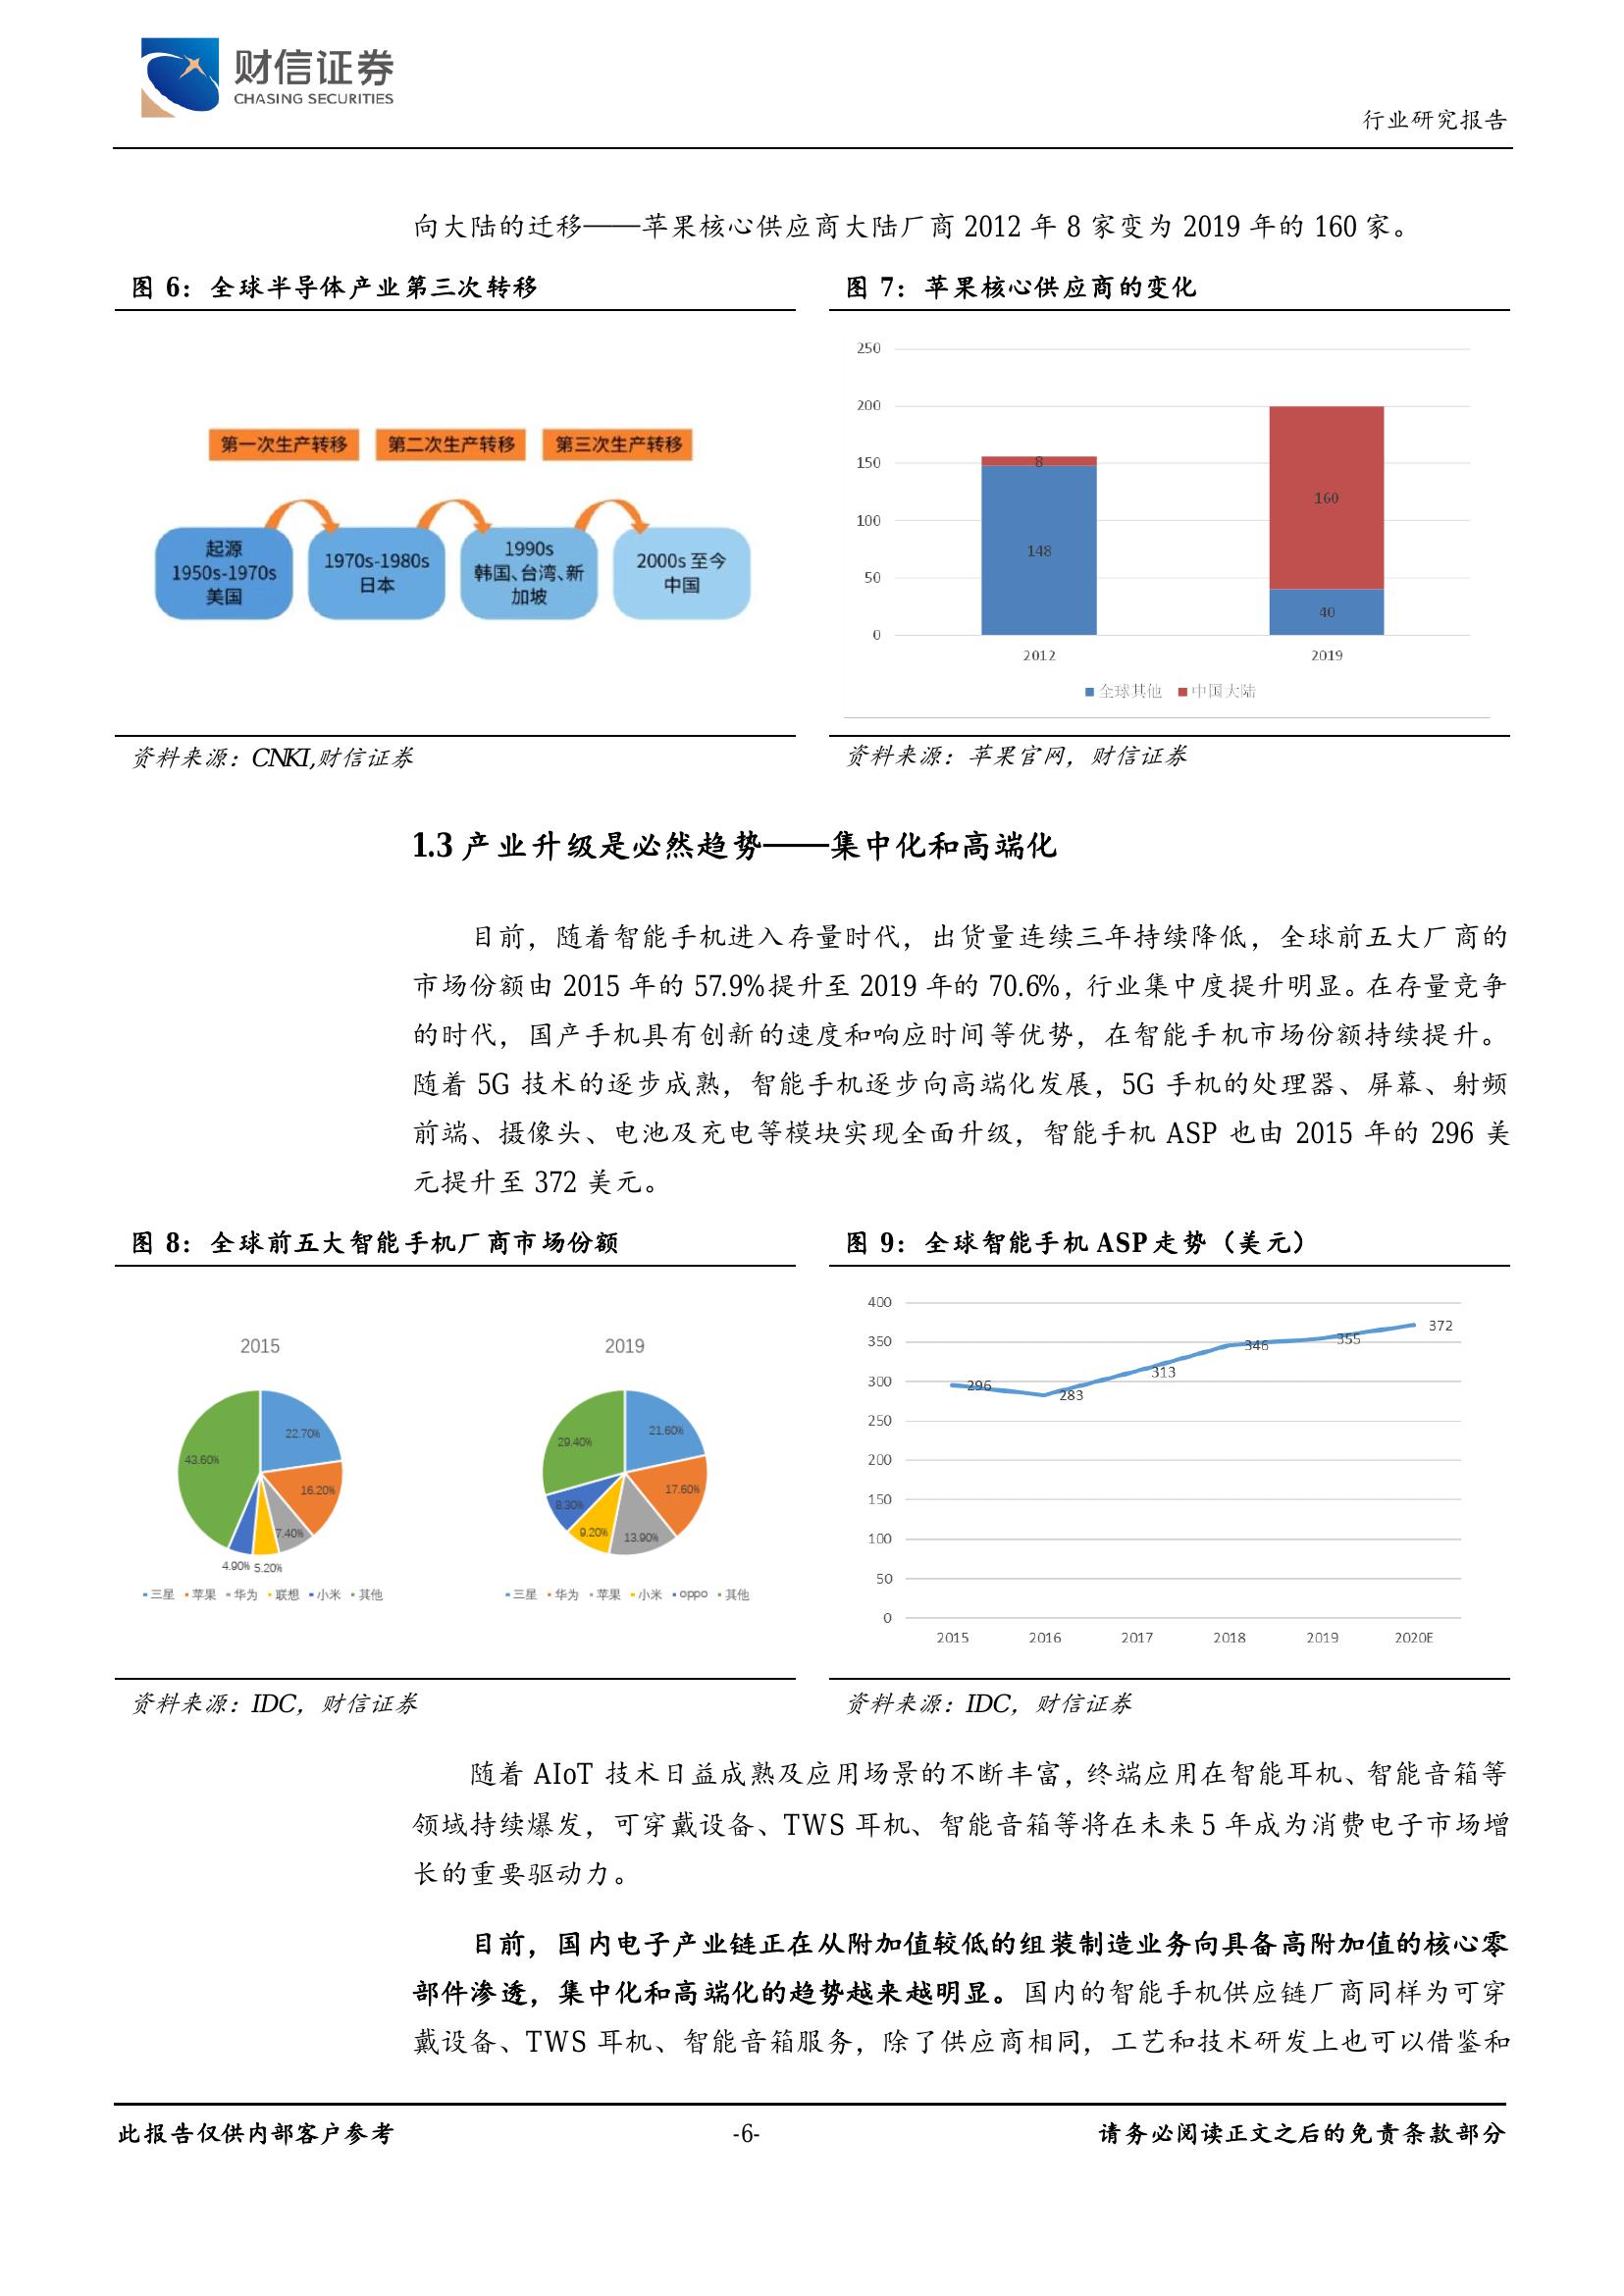 财信证券
CHASING SECURITIES
行业研究报告
向大陆的迁移——苹果核心供应商大陆厂商 2012 年 8 家变为 2019 年的 160 家。
图 6：全球半导体产业第三次转移
第一次生产转移 第二次生产转移 第三次生产转移
起源
1950s-1970s
美国
1970s-1980s
日本
1990s
韩国、台湾、新
加坡
2000s 至今
中国
资料来源：CNKI,财信证券
图 7：苹果核心供应商的变化
250
200
150
100
50
0
8
148
160
40
2012 2019
全球其他 中国大陆
资料来源：苹果官网，财信证券
1.3 产业升级是必然趋势——集中化和高端化
目前，随着智能手机进入存量时代，出货量连续三年持续降低，全球前五大厂商的
市场份额由 2015 年的 57.9%提升至 2019 年的 70.6%，行业集中度提升明显。在存量竞争
的时代，国产手机具有创新的速度和响应时间等优势，在智能手机市场份额持续提升。
随着 5G 技术的逐步成熟，智能手机逐步向高端化发展，5G 手机的处理器、屏幕、射频
前端、摄像头、电池及充电等模块实现全面升级，智能手机 ASP 也由 2015 年的 296 美
元提升至 372 美元。
图 8：全球前五大智能手机厂商市场份额
2015
22.70%
16.20%
7.40%
5.20%
4.90%
43.60%
三星 苹果 华为 联想 小米 其他
2019
21.60%
17.60%
13.90%
9.20%
8.30%
29.40%
三星 华为 苹果 小米 oppo 其他
资料来源：IDC，财信证券
图 9：全球智能手机 ASP 走势（美元）
400
350
300
250
200
150
100
50
0
296
283
313
346
355
372
2015 2016 2017 2018 2019 2020E
资料来源：IDC，财信证券
随着 AIoT 技术日益成熟及应用场景的不断丰富，终端应用在智能耳机、智能音箱等
领域持续爆发，可穿戴设备、TWS 耳机、智能音箱等将在未来 5 年成为消费电子市场增
长的重要驱动力。
目前，国内电子产业链正在从附加值较低的组装制造业务向具备高附加值的核心零
部件渗透，集中化和高端化的趋势越来越明显。国内的智能手机供应链厂商同样为可穿
戴设备、TWS 耳机、智能音箱服务，除了供应商相同，工艺和技术研发上也可以借鉴和
此报告仅供内部客户参考
-6-
请务必阅读正文之后的免责条款部分